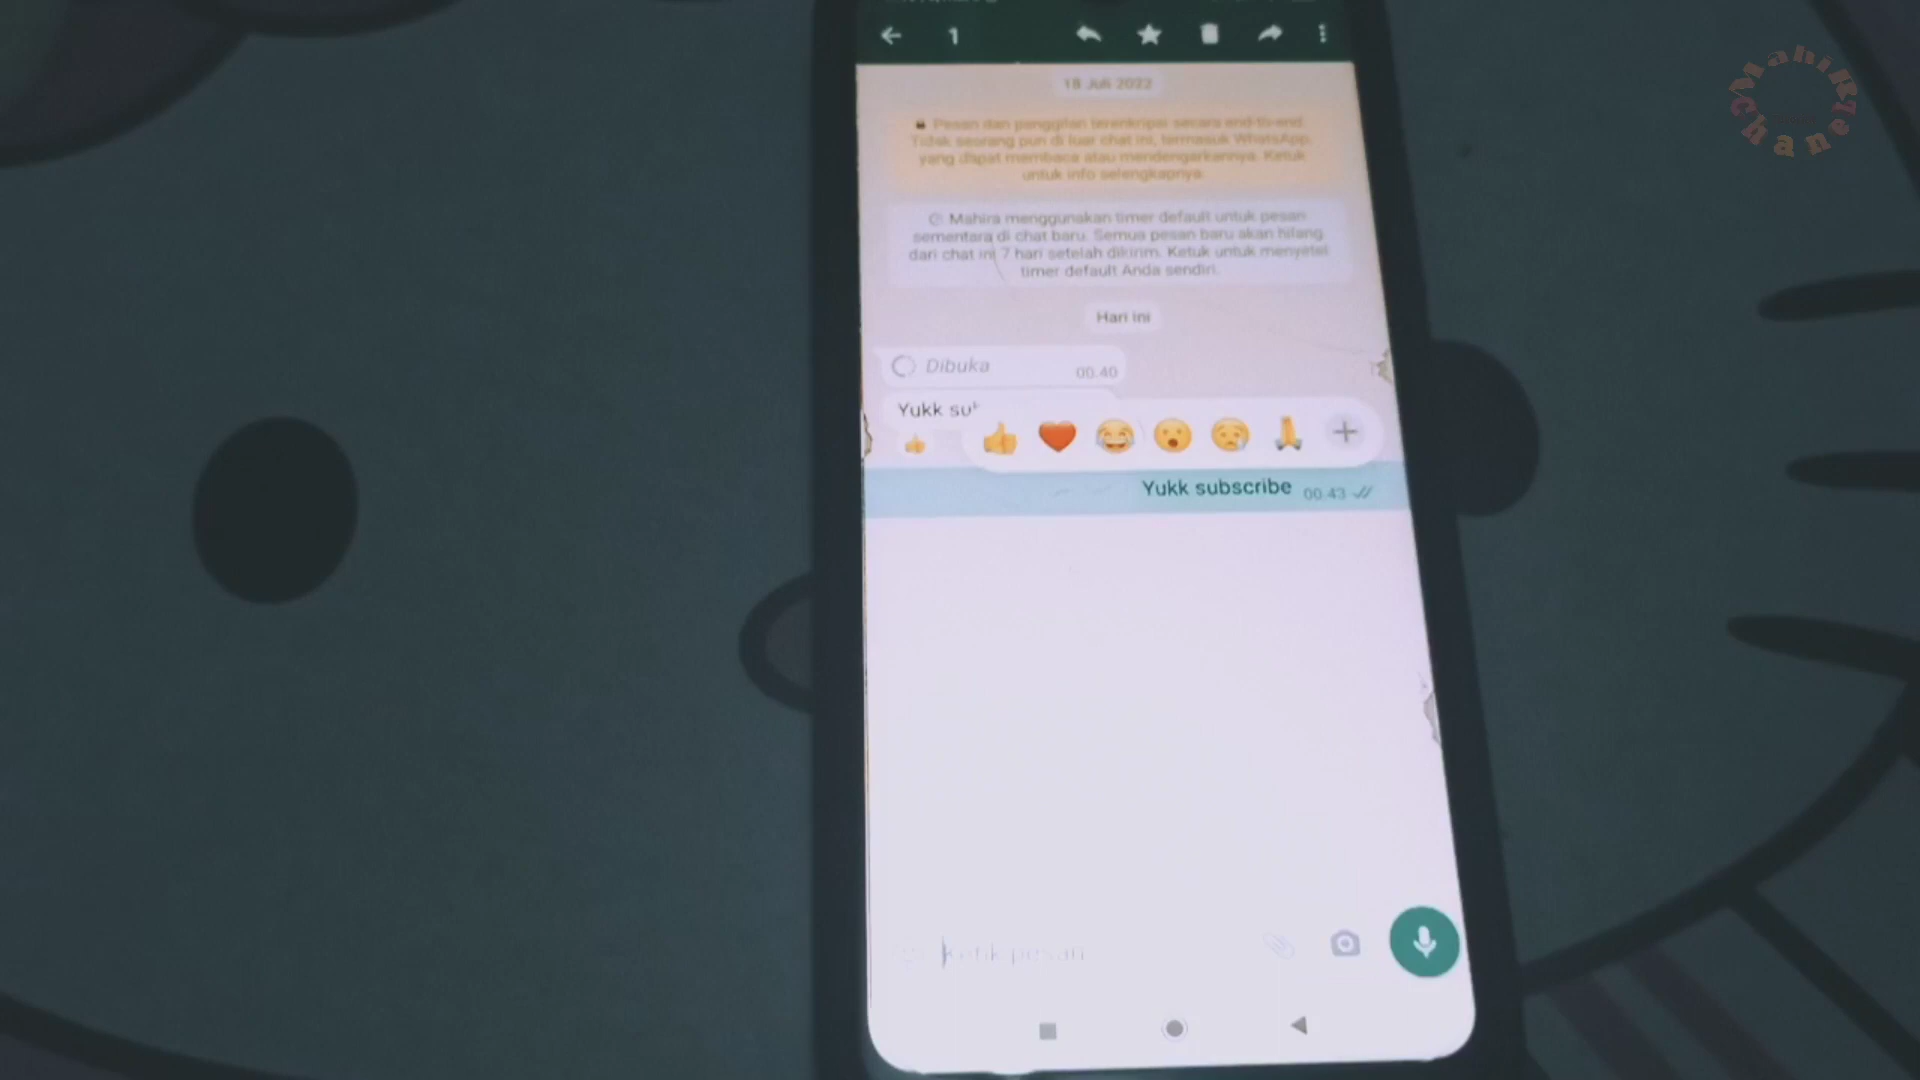 1
18 Juli 2022
Pesan dan panggilan terenkripsi secara end-to-end.
Tidak seorang pun di luar chat ini, termasuk WhatsApp,
yang dapat membaca atau mendengarkannya. Ketuk
untuk info selengkapnya.
Mahira menggunakan timer default untuk pesan
sementara di chat baru. Semua pesan baru akan hilang
dari chat ini 7 hari setelah dikirim. Ketuk untuk menyetel
timer default Anda sendiri.
Hari ini
Dibuka 00.40
Yukk
Yukk subscribe 00.43
Ketik pesan
Chanel